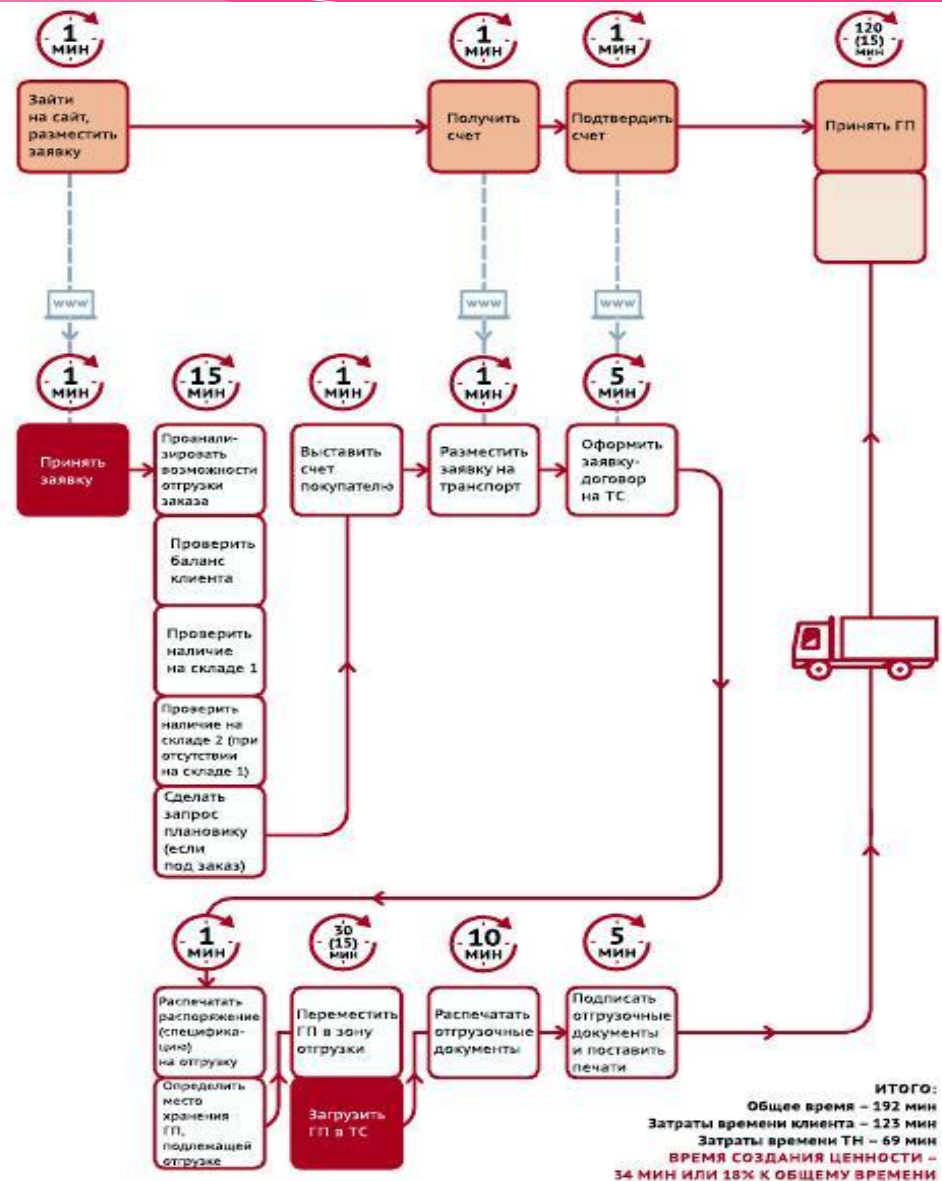 1
МИН
1
МИН
1
МИН
120
(15)
МИН
Зайти
на сайт,
разместить
заявку
Получить
счет
Подтвердить
счет
Принять ГП
www
www
www
1
МИН
15
МИН
1
МИН
1
МИН
5
МИН
Принять
заявку
Проанали-
зировать
возможности
отгрузки
заказа
Выставить
счет
покупателю
Разместить
заявку на
транспорт
Оформить
заявку-
договор
на ТС
Проверить
баланс
клиента
Проверить
наличие
на складе 1
Проверить
наличие на
складе 2 (при
отсутствии
на складе 1)
Сделать
запрос
плановику
(если
под заказ)
1
МИН
30
(15)
МИН
10
МИН
5
МИН
Распечатать
распоряжение
(специфика-
цию)
на отгрузку
Переместить
ГП в зону
отгрузки
Распечатать
отгрузочные
документы
Подписать
отгрузочные
документы
и поставить
печати
Определить
место
хранения
ГП,
подлежащей
отгрузке
Загрузить
ГП в ТС
ИТОГО:
Общее время – 192 мин
Затраты времени клиента – 123 мин
Затраты времени ТН – 69 мин
ВРЕМЯ СОЗДАНИЯ ЦЕННОСТИ –
34 МИН ИЛИ 18% К ОБЩЕМУ ВРЕМЕНИ